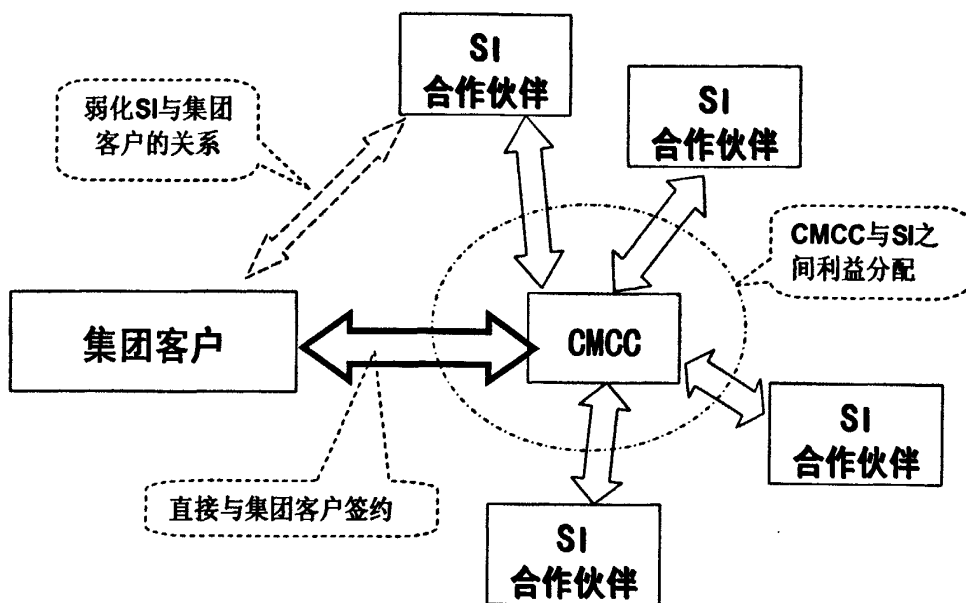 SI
合作伙伴
SI
合作伙伴
弱化SI与集团
客户的关系
CMCC与SI之
间利益分配
集团客户
CMCC
SI
合作伙伴
直接与集团客户签约
SI
合作伙伴